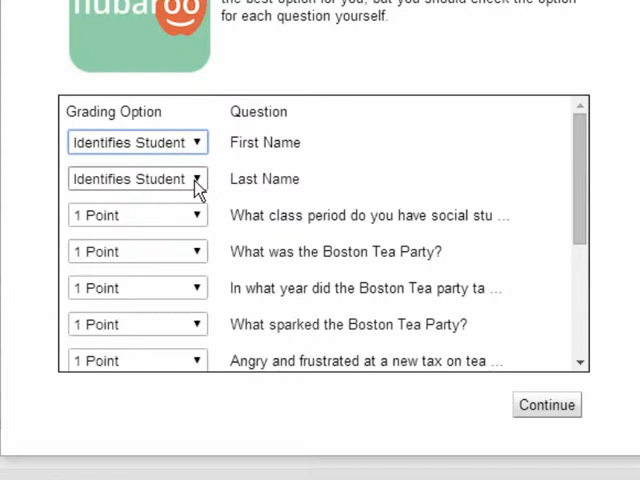 flubaroo
the best option for you, but you should check the option
for each question yourself.
Grading Option Question
Identifies Student First Name
Identifies Student Last Name
1 Point What class period do you have social stu ...
1 Point What was the Boston Tea Party?
1 Point In what year did the Boston Tea party ta ...
1 Point What sparked the Boston Tea Party?
1 Point Angry and frustrated at a new tax on tea ...
Continue